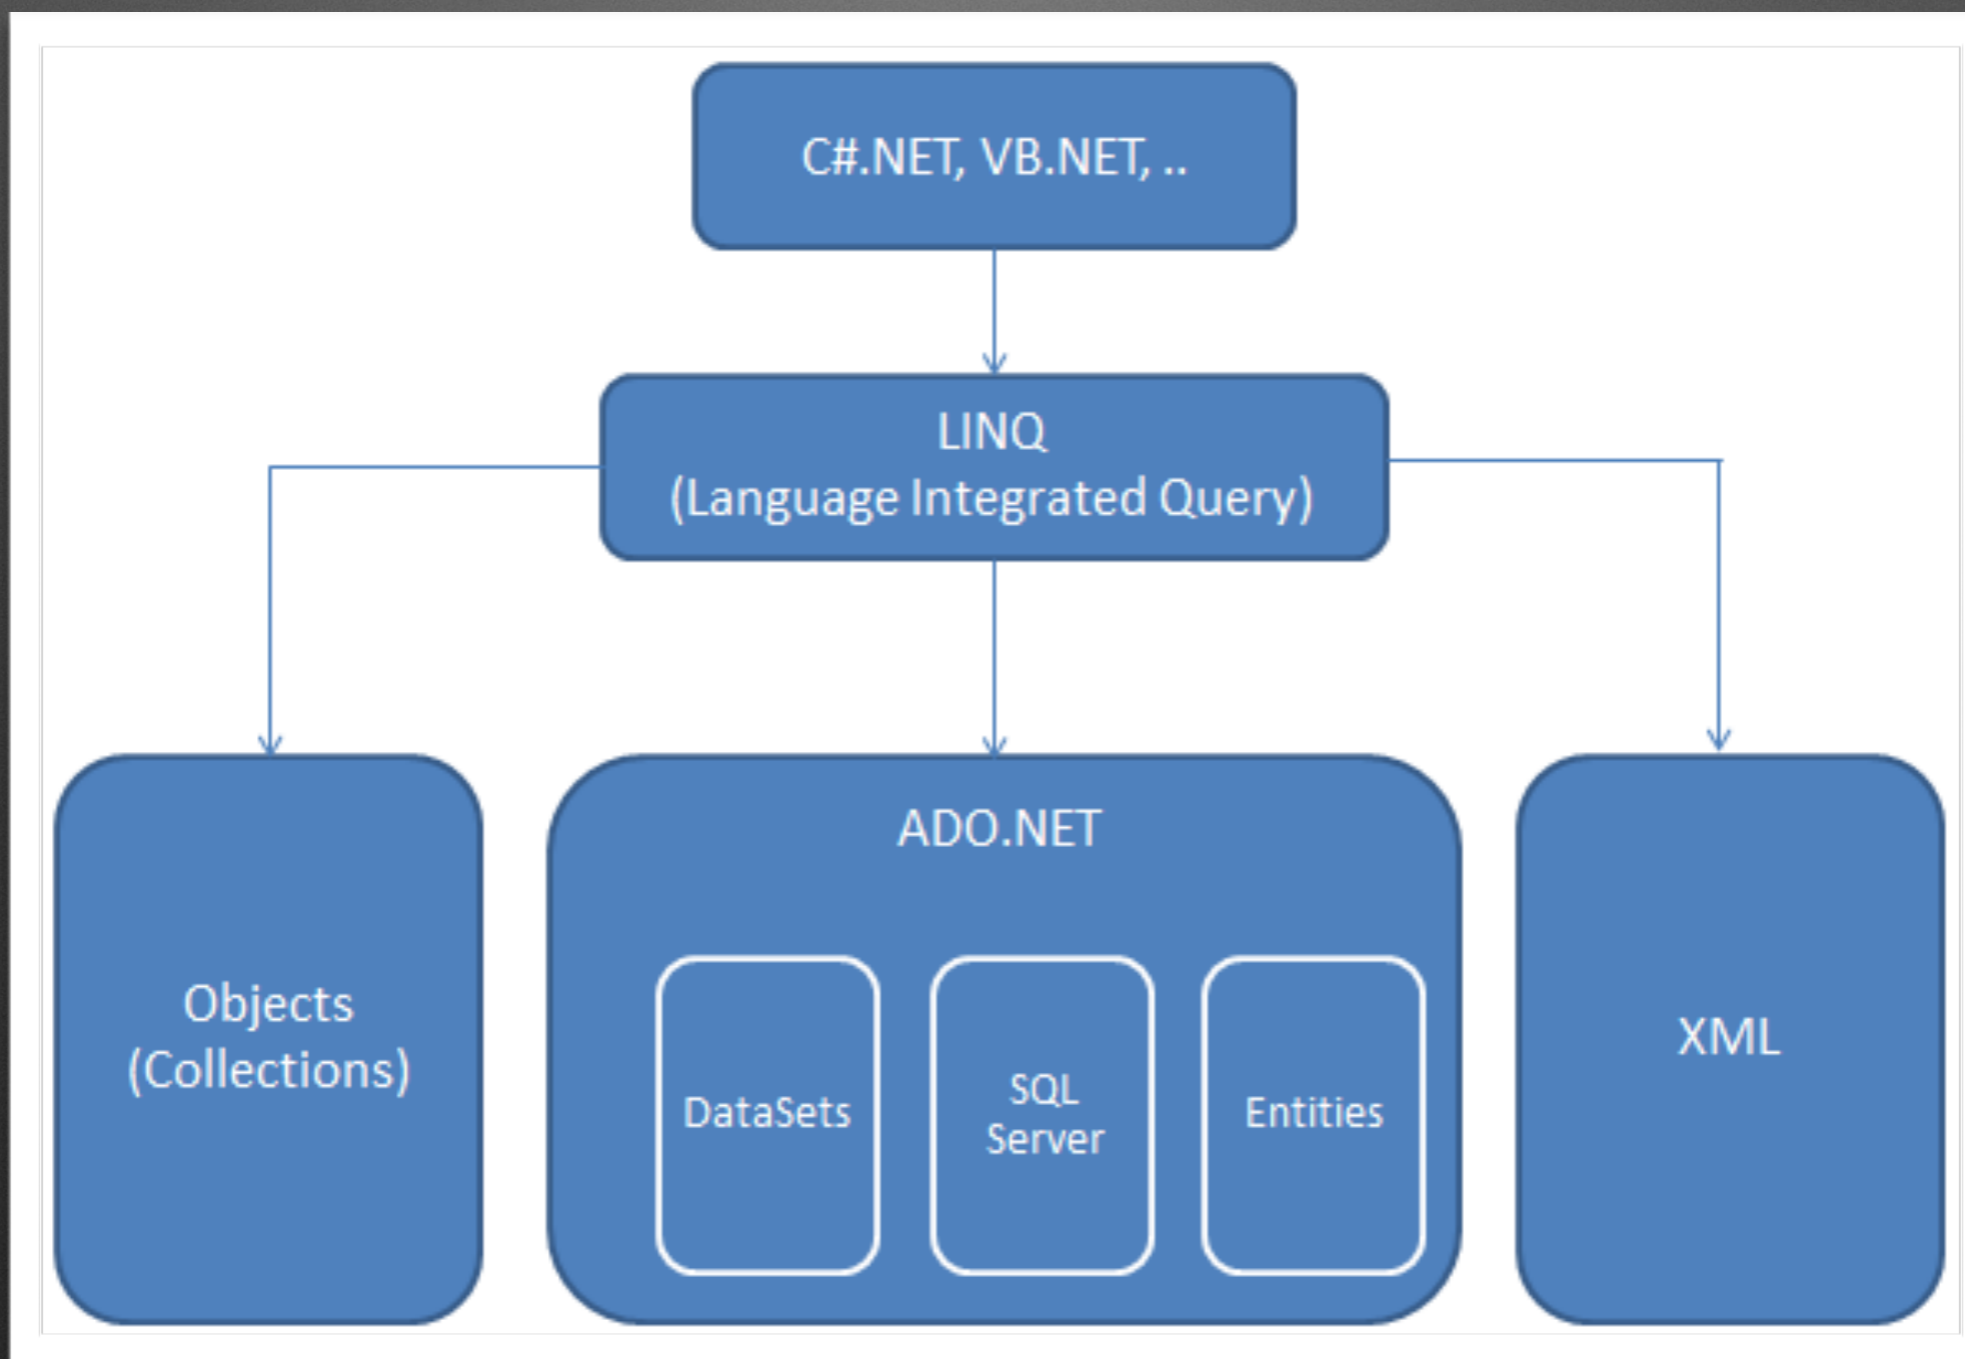 C#.NET, VB.NET, ..
LINQ
(Language Integrated Query)
Objects
(Collections)
ADO.NET
DataSets
SQL
Server
Entities
XML